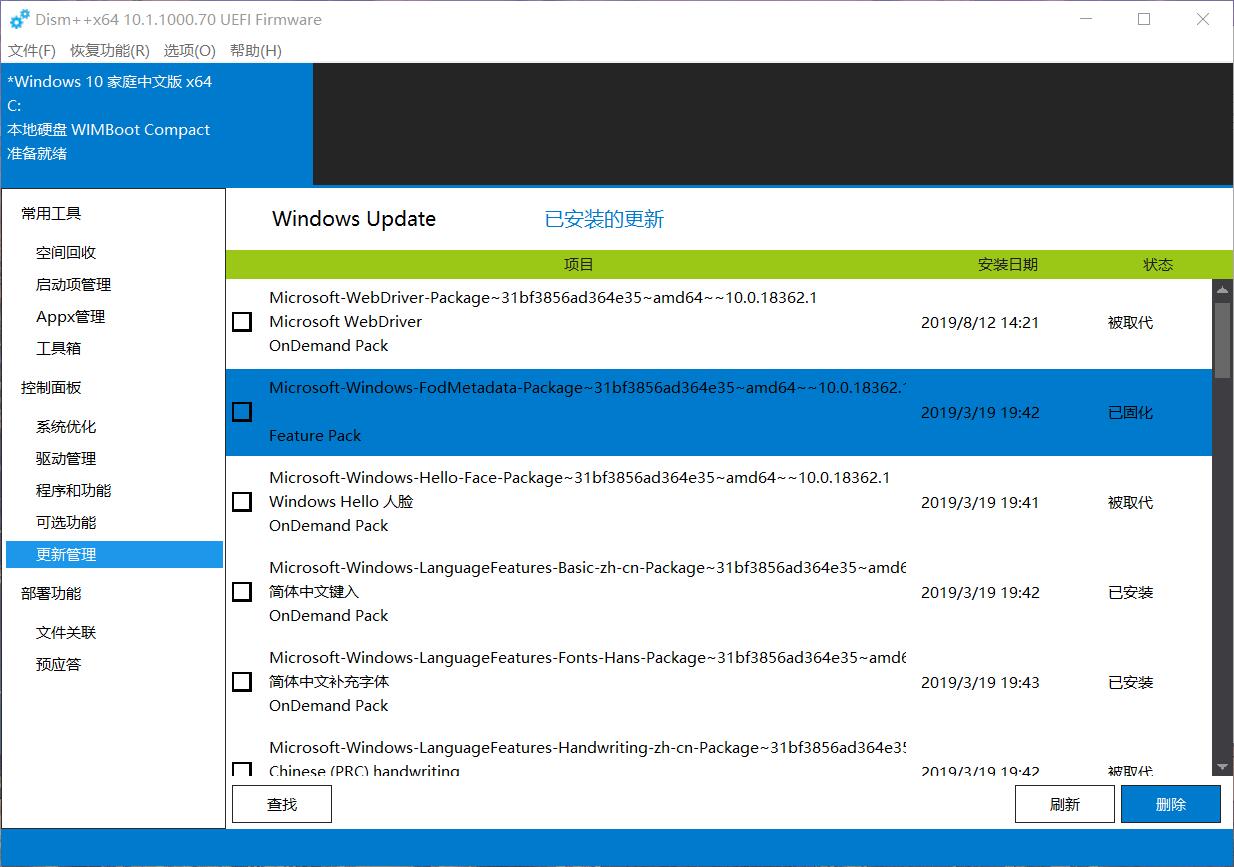 Dism++x64 10.1.1000.70 UEFI Firmware
文件(F) 恢复功能(R) 选项(O) 帮助(H)
*Windows 10 家庭中文版 x64
C:
本地硬盘 WIMBoot Compact
准备就绪
常用工具
空间回收
启动项管理
Appx管理
工具箱
控制面板
系统优化
驱动管理
程序和功能
可选功能
更新管理
部署功能
文件关联
预应答
Windows Update 已安装的更新
项目 安装日期 状态
Microsoft-WebDriver-Package~31bf3856ad364e35~amd64~~10.0.18362.1
Microsoft WebDriver
OnDemand Pack
2019/8/12 14:21 被取代
Microsoft-Windows-FodMetadata-Package~31bf3856ad364e35~amd64~~10.0.18362.1
Feature Pack
2019/3/19 19:42 已固化
Microsoft-Windows-Hello-Face-Package~31bf3856ad364e35~amd64~~10.0.18362.1
Windows Hello 人脸
OnDemand Pack
2019/3/19 19:41 被取代
Microsoft-Windows-LanguageFeatures-Basic-zh-cn-Package~31bf3856ad364e35~amd6
简体中文键入
OnDemand Pack
2019/3/19 19:42 已安装
Microsoft-Windows-LanguageFeatures-Fonts-Hans-Package~31bf3856ad364e35~amd6
简体中文补充字体
OnDemand Pack
2019/3/19 19:43 已安装
Microsoft-Windows-LanguageFeatures-Handwriting-zh-cn-Package~31bf3856ad364e35
Chinese (PRC) handwriting
2019/3/19 19:42 被取代
查找 刷新 删除